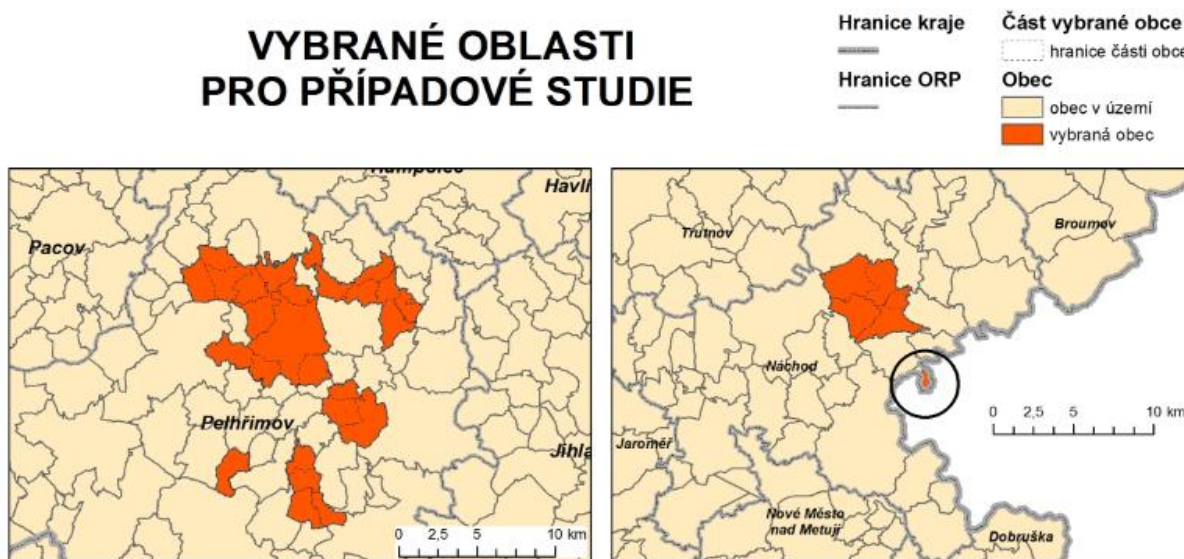 VYBRANÉ OBLASTI
PRO PŘÍPADOVÉ STUDIE
Hranice kraje
Hranice ORP
Část vybrané obce
hranice části obce
Obec
obec v území
vybraná obec
Humpolec
Havlí
Pacov
Pelhřimov
Jihla
0 2,5 5 10 km
Trutnov
Broumov
Náchod
Jaroměř
Nové Město
nad Metují
Dobruška
0 2,5 5 10 km